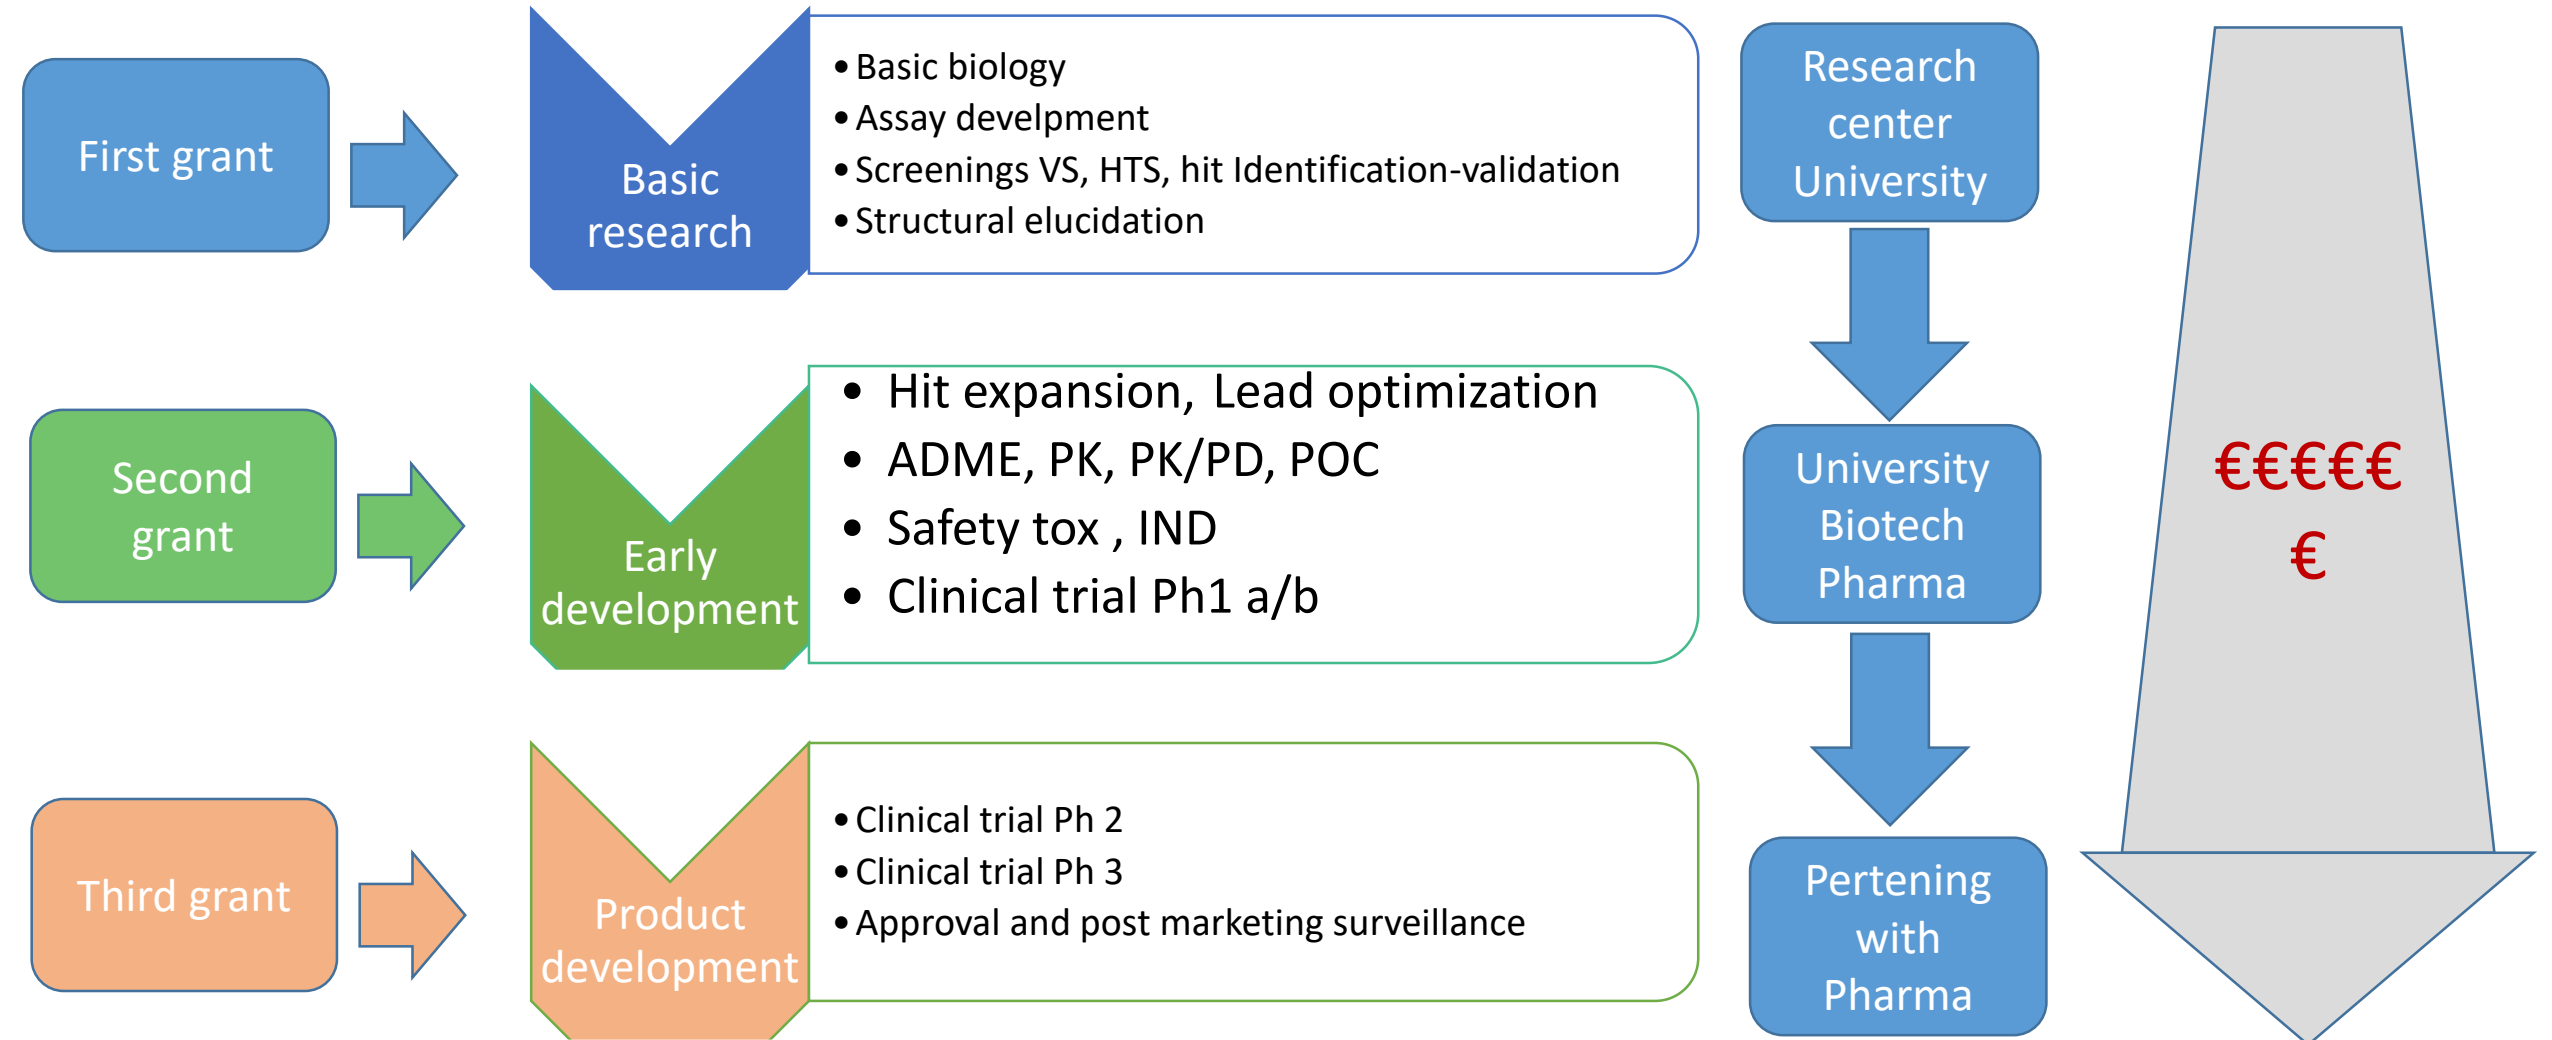 First grant
Basic
research
•Basic biology
•Assay develpment
•Screenings VS, HTS, hit Identification-validation
•Structural elucidation
Research
center
University
Second
grant
Early
development
• Hit expansion, Lead optimization
• ADME, PK, PK/PD, POC
• Safety tox , IND
• Clinical trial Ph1 a/b
University
Biotech
Pharma
€€€€€
€
Third grant
Product
development
•Clinical trial Ph 2
•Clinical trial Ph 3
•Approval and post marketing surveillance
Pertening
with
Pharma